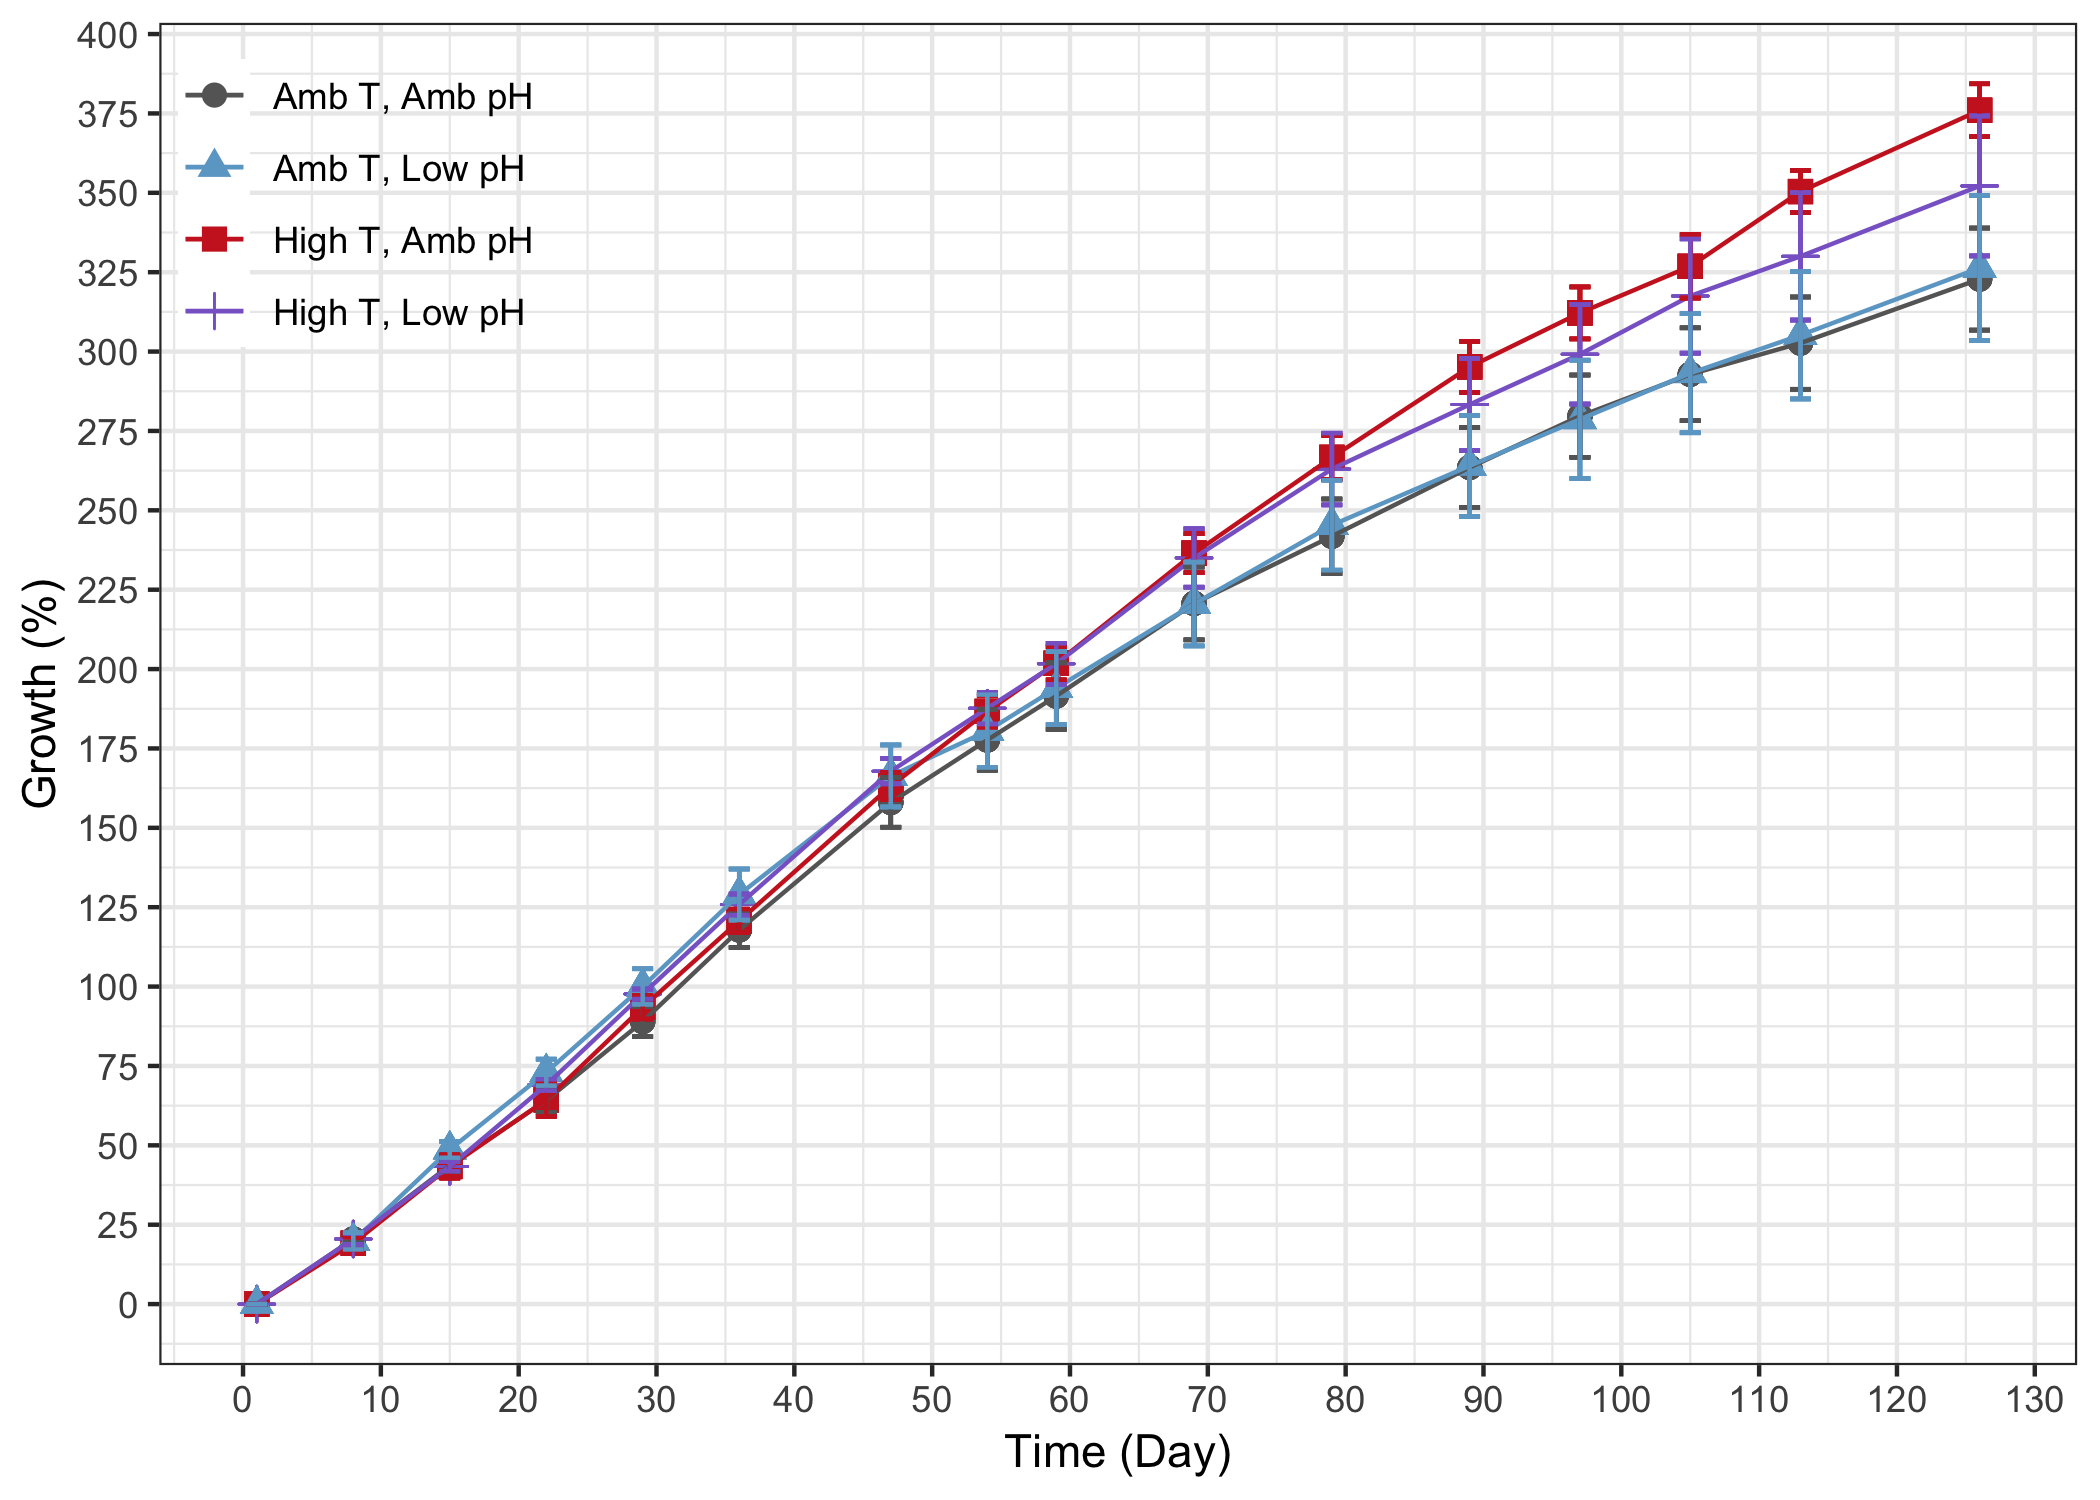 400
375
350
325
300
275
250
225
200
175
150
125
100
75
50
25
0
Growth (%)
Amb T, Amb pH
Amb T, Low pH
High T, Amb pH
High T, Low pH
0 10 20 30 40 50 60 70 80 90 100 110 120 130
Time (Day)